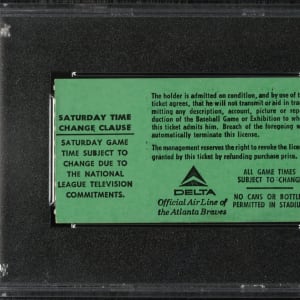 The holder is admitted on condition, and by use of
ticket agrees, that he will not transmit or aid in tra
mitting any description, account, picture or repr
duction of the Baseball Game or Exhibition to whi
this ticket admits him. Breach of the foregoing
automatically terminate this license.
The management reserves the right to revoke the lice
granted by this ticket by refunding purchase price.
SATURDAY TIME
CHANGE CLAUSE
SATURDAY GAME
TIME SUBJECT TO
CHANGE DUE TO
THE NATIONAL
LEAGUE TELEVISION
COMMITMENTS.
DELTA
Official Air Line of
the Atlanta Braves
ALL GAME TIMES
SUBJECT TO CHANG
NO CANS OR BOTTL
PERMITTED IN STADIU